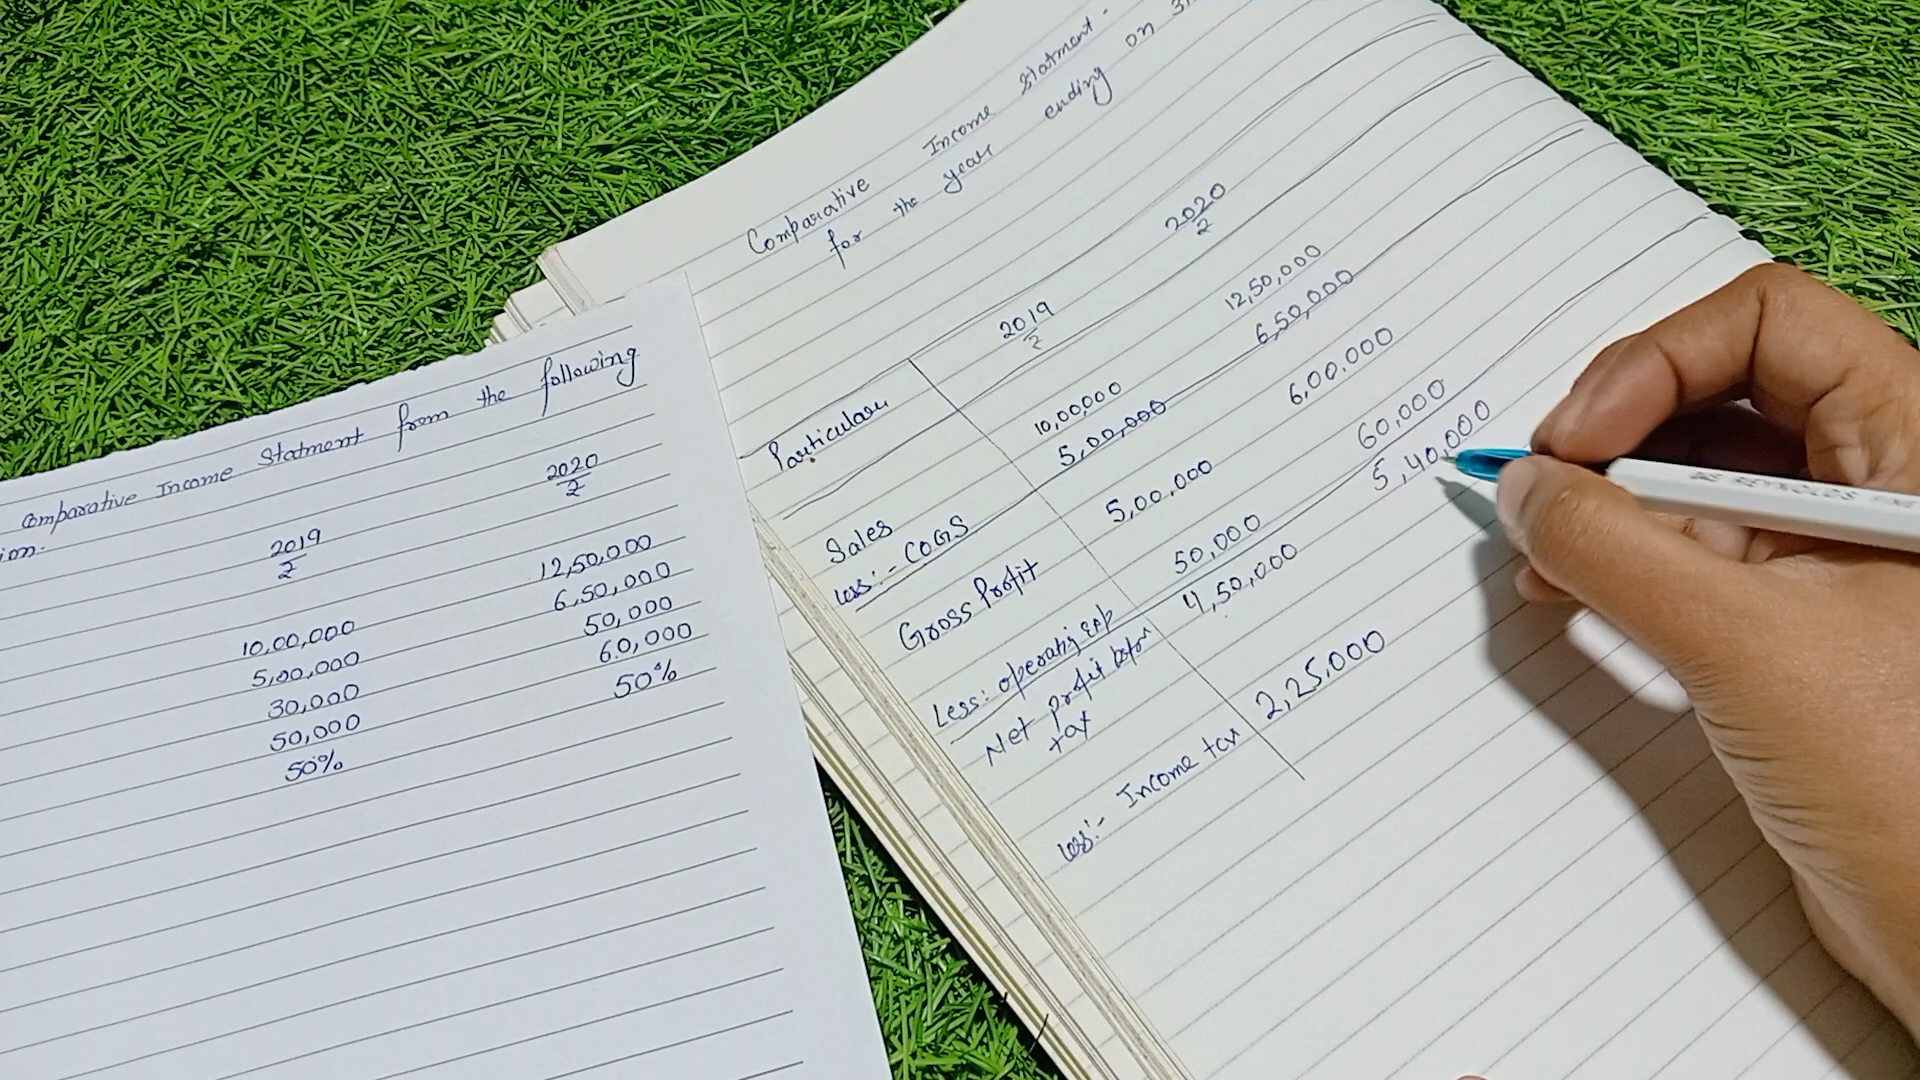 Comparative Income Statment from the following
ion.
2019 2020
₹ ₹
10,00,000 12,50,000
5,00,000 6,50,000
30,000 50,000
50,000 60,000
50% 50%
Comparative Income Statment.
for the year ending on 31
Particulars 2019 2020
₹ ₹
Sales 10,00,000 12,50,000
Less:- COGS 5,00,000 6,50,000
Gross Profit 5,00,000 6,00.000
Less: operating exp 50,000 60,000
Net profit before 4,50,000 5,40,000
tax
Less:- Income tax 2,25,000